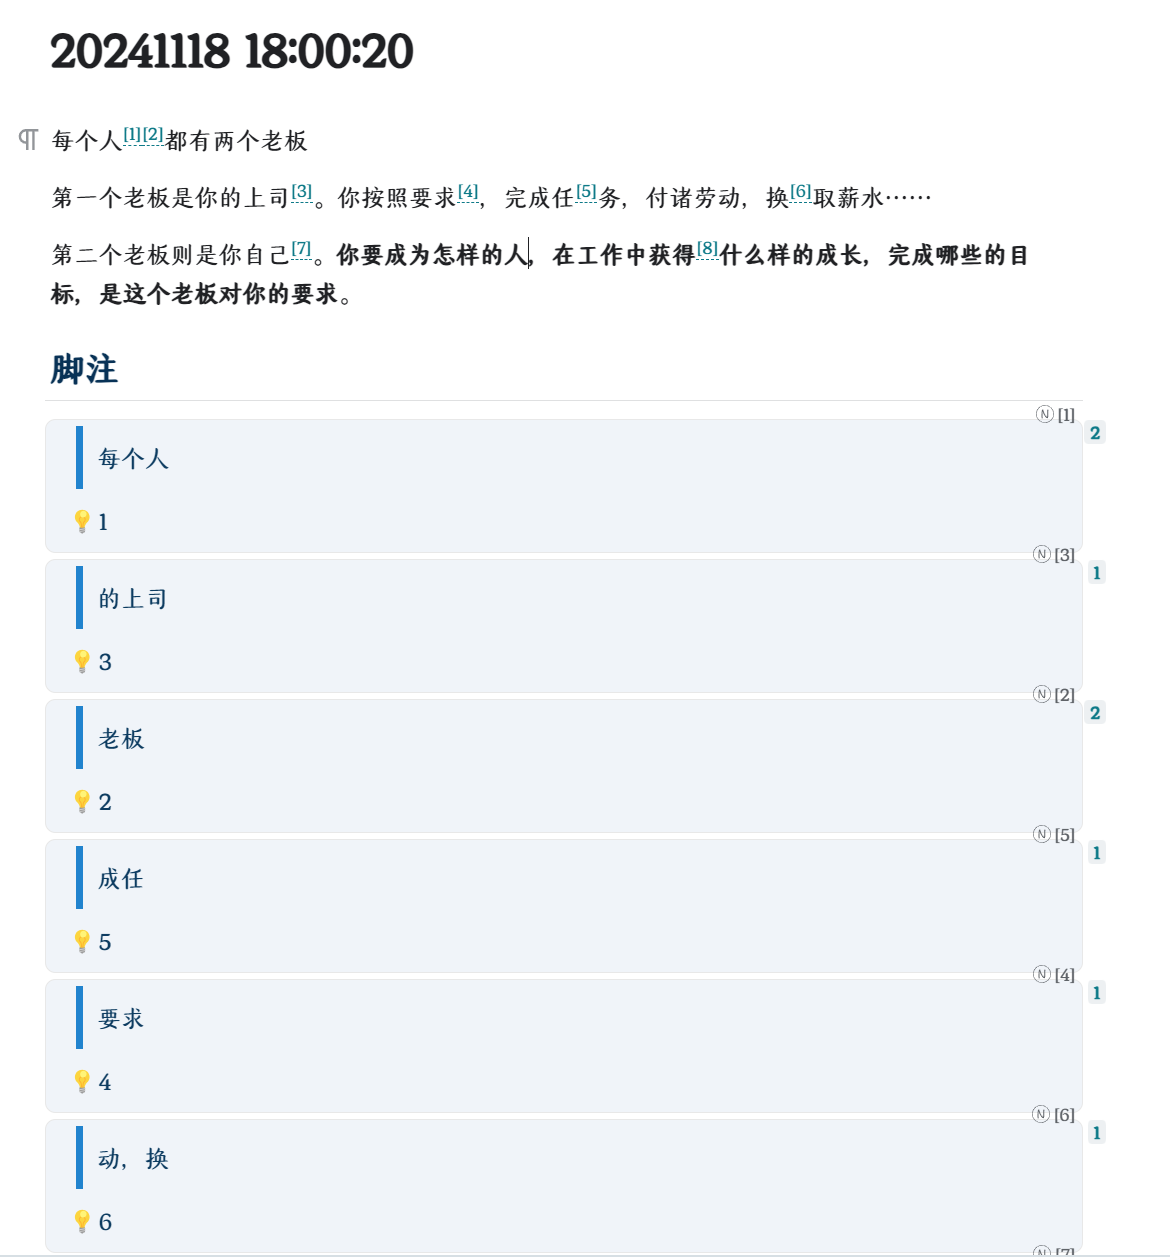 20241118 18:00:20
每个人[1][2]都有两个老板
第一个老板是你的上司[3]。你按照要求[4]，完成任[5]务，付诸劳动，换[6]取薪水……
第二个老板则是你自己[7]。你要成为怎样的人，在工作中获得[8]什么样的成长，完成哪些的目
标，是这个老板对你的要求。
脚注
N [1]
2
每个人
💡 1
N [3]
1
的上司
💡 3
N [2]
2
老板
💡 2
N [5]
1
成任
💡 5
N [4]
1
要求
💡 4
N [6]
1
动，换
💡 6
N [7]